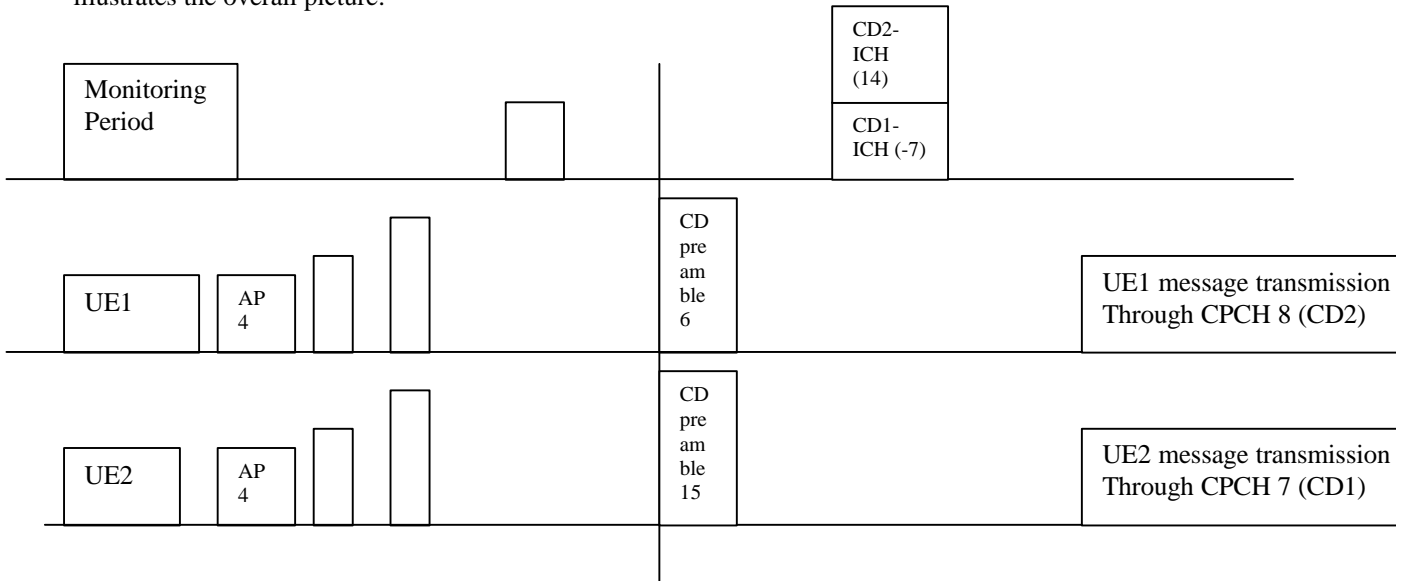 illustrates the overall picture.
CD2-
ICH
(14)
Monitoring
Period
CD1-
ICH (-7)
CD
pre
am
ble
6
UE1
AP
4
UE1 message transmission
Through CPCH 8 (CD2)
CD
pre
am
ble
15
UE2
AP
4
UE2 message transmission
Through CPCH 7 (CD1)